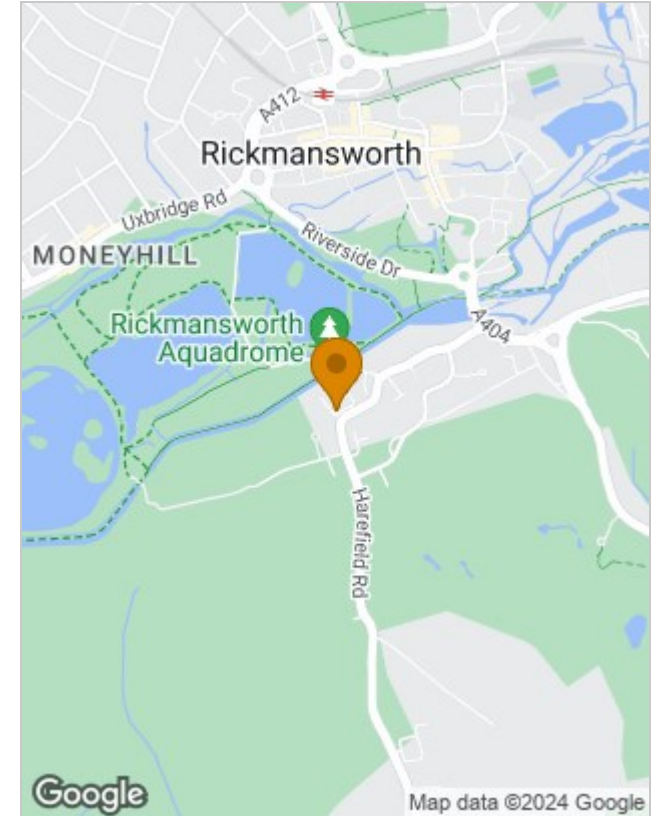 A412
Rickmansworth
Uxbridge Rd
Riverside Dr
MONEYHILL
Rickmansworth
Aquadrome
A404
Harefield Rd
Google
Map data ©2024 Google